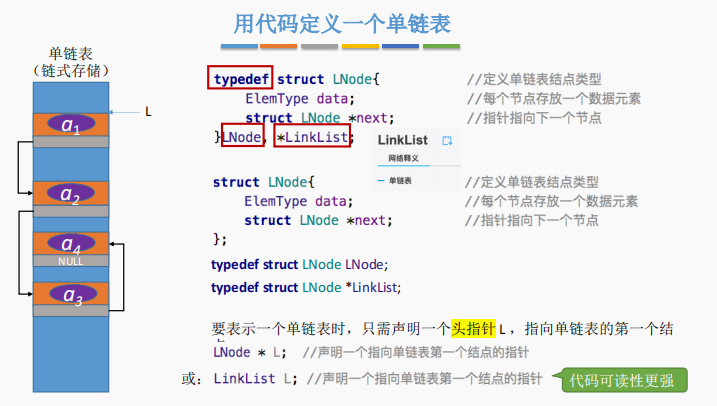 用代码定义一个单链表
单链表
（链式存储）
L
a1
a2
a4
NULL
a3
typedef struct LNode{ //定义单链表结点类型
ElemType data; //每个节点存放一个数据元素
struct LNode *next; //指针指向下一个节点
}LNode, *LinkList;
LinkList
网络释义
单链表
struct LNode{ //定义单链表结点类型
ElemType data; //每个节点存放一个数据元素
struct LNode *next; //指针指向下一个节点
};
typedef struct LNode LNode;
typedef struct LNode *LinkList;
要表示一个单链表时，只需声明一个头指针 L ，指向单链表的第一个结
LNode * L; //声明一个指向单链表第一个结点的指针
或： LinkList L; //声明一个指向单链表第一个结点的指针
代码可读性更强